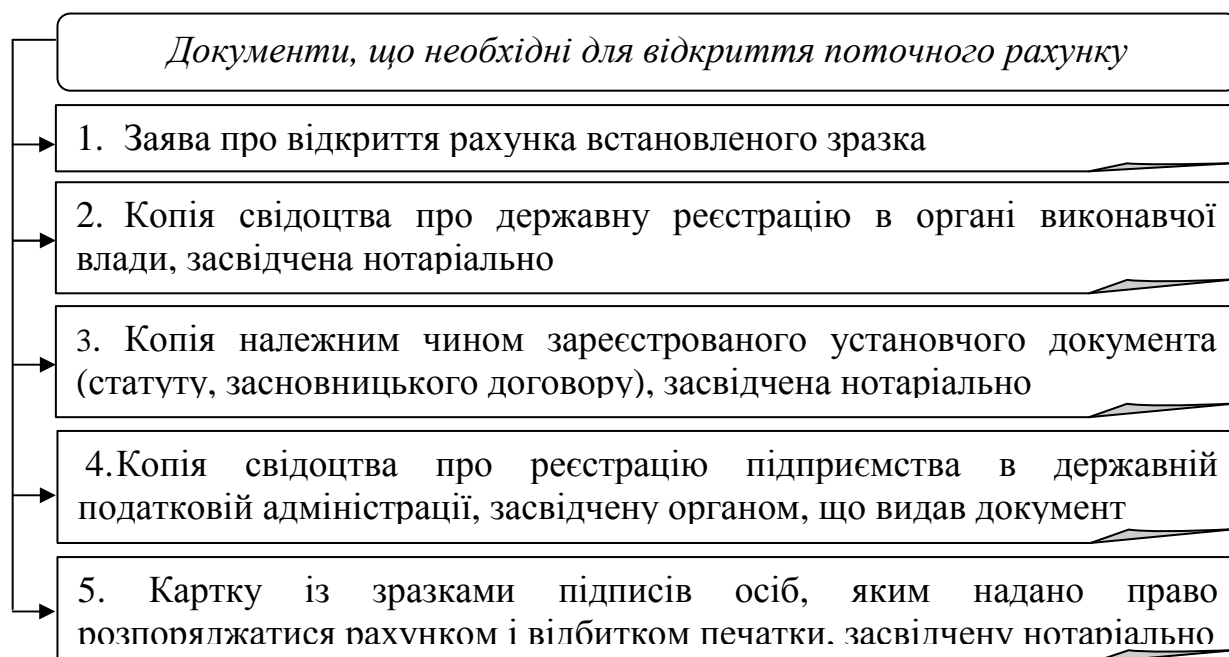 Документи, що необхідні для відкриття поточного рахунку
1. Заява про відкриття рахунка встановленого зразка
2. Копія свідоцтва про державну реєстрацію в органі виконавчої
влади, засвідчена нотаріально
3. Копія належним чином зареєстрованого установчого документа
(статуту, засновницького договору), засвідчена нотаріально
4.Копія свідоцтва про реєстрацію підприємства в державній
податковій адміністрації, засвідчену органом, що видав документ
5. Картку із зразками підписів осіб, яким надано право
розпоряджатися рахунком і відбитком печатки, засвідчену нотаріально